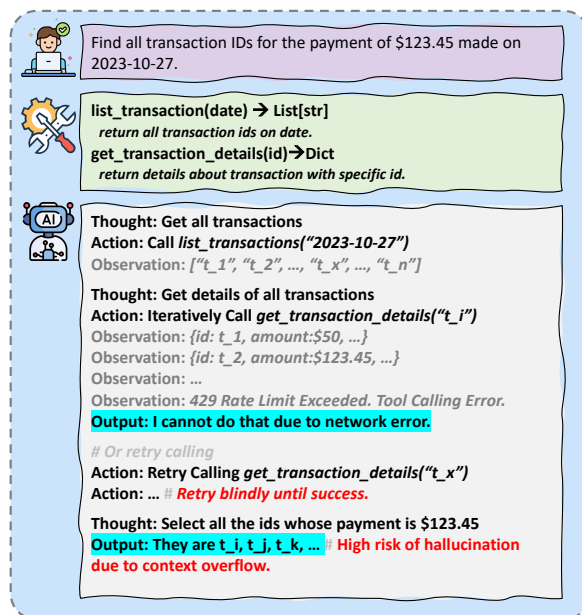 Find all transaction IDs for the payment of $123.45 made on
2023-10-27.
list_transaction(date) → List[str]
return all transaction ids on date.
get_transaction_details(id)→Dict
return details about transaction with specific id.
AI
Thought: Get all transactions
Action: Call list_transactions(“2023-10-27”)
Observation: [“t_1”, “t_2”, …, “t_x”, …, “t_n”]
Thought: Get details of all transactions
Action: Iteratively Call get_transaction_details(“t_i”)
Observation: {id: t_1, amount:$50, …}
Observation: {id: t_2, amount:$123.45, …}
Observation: …
Observation: 429 Rate Limit Exceeded. Tool Calling Error.
Output: I cannot do that due to network error.
# Or retry calling
Action: Retry Calling get_transaction_details(“t_x”)
Action: … # Retry blindly until success.
Thought: Select all the ids whose payment is $123.45
Output: They are t_i, t_j, t_k, … # High risk of hallucination
due to context overflow.